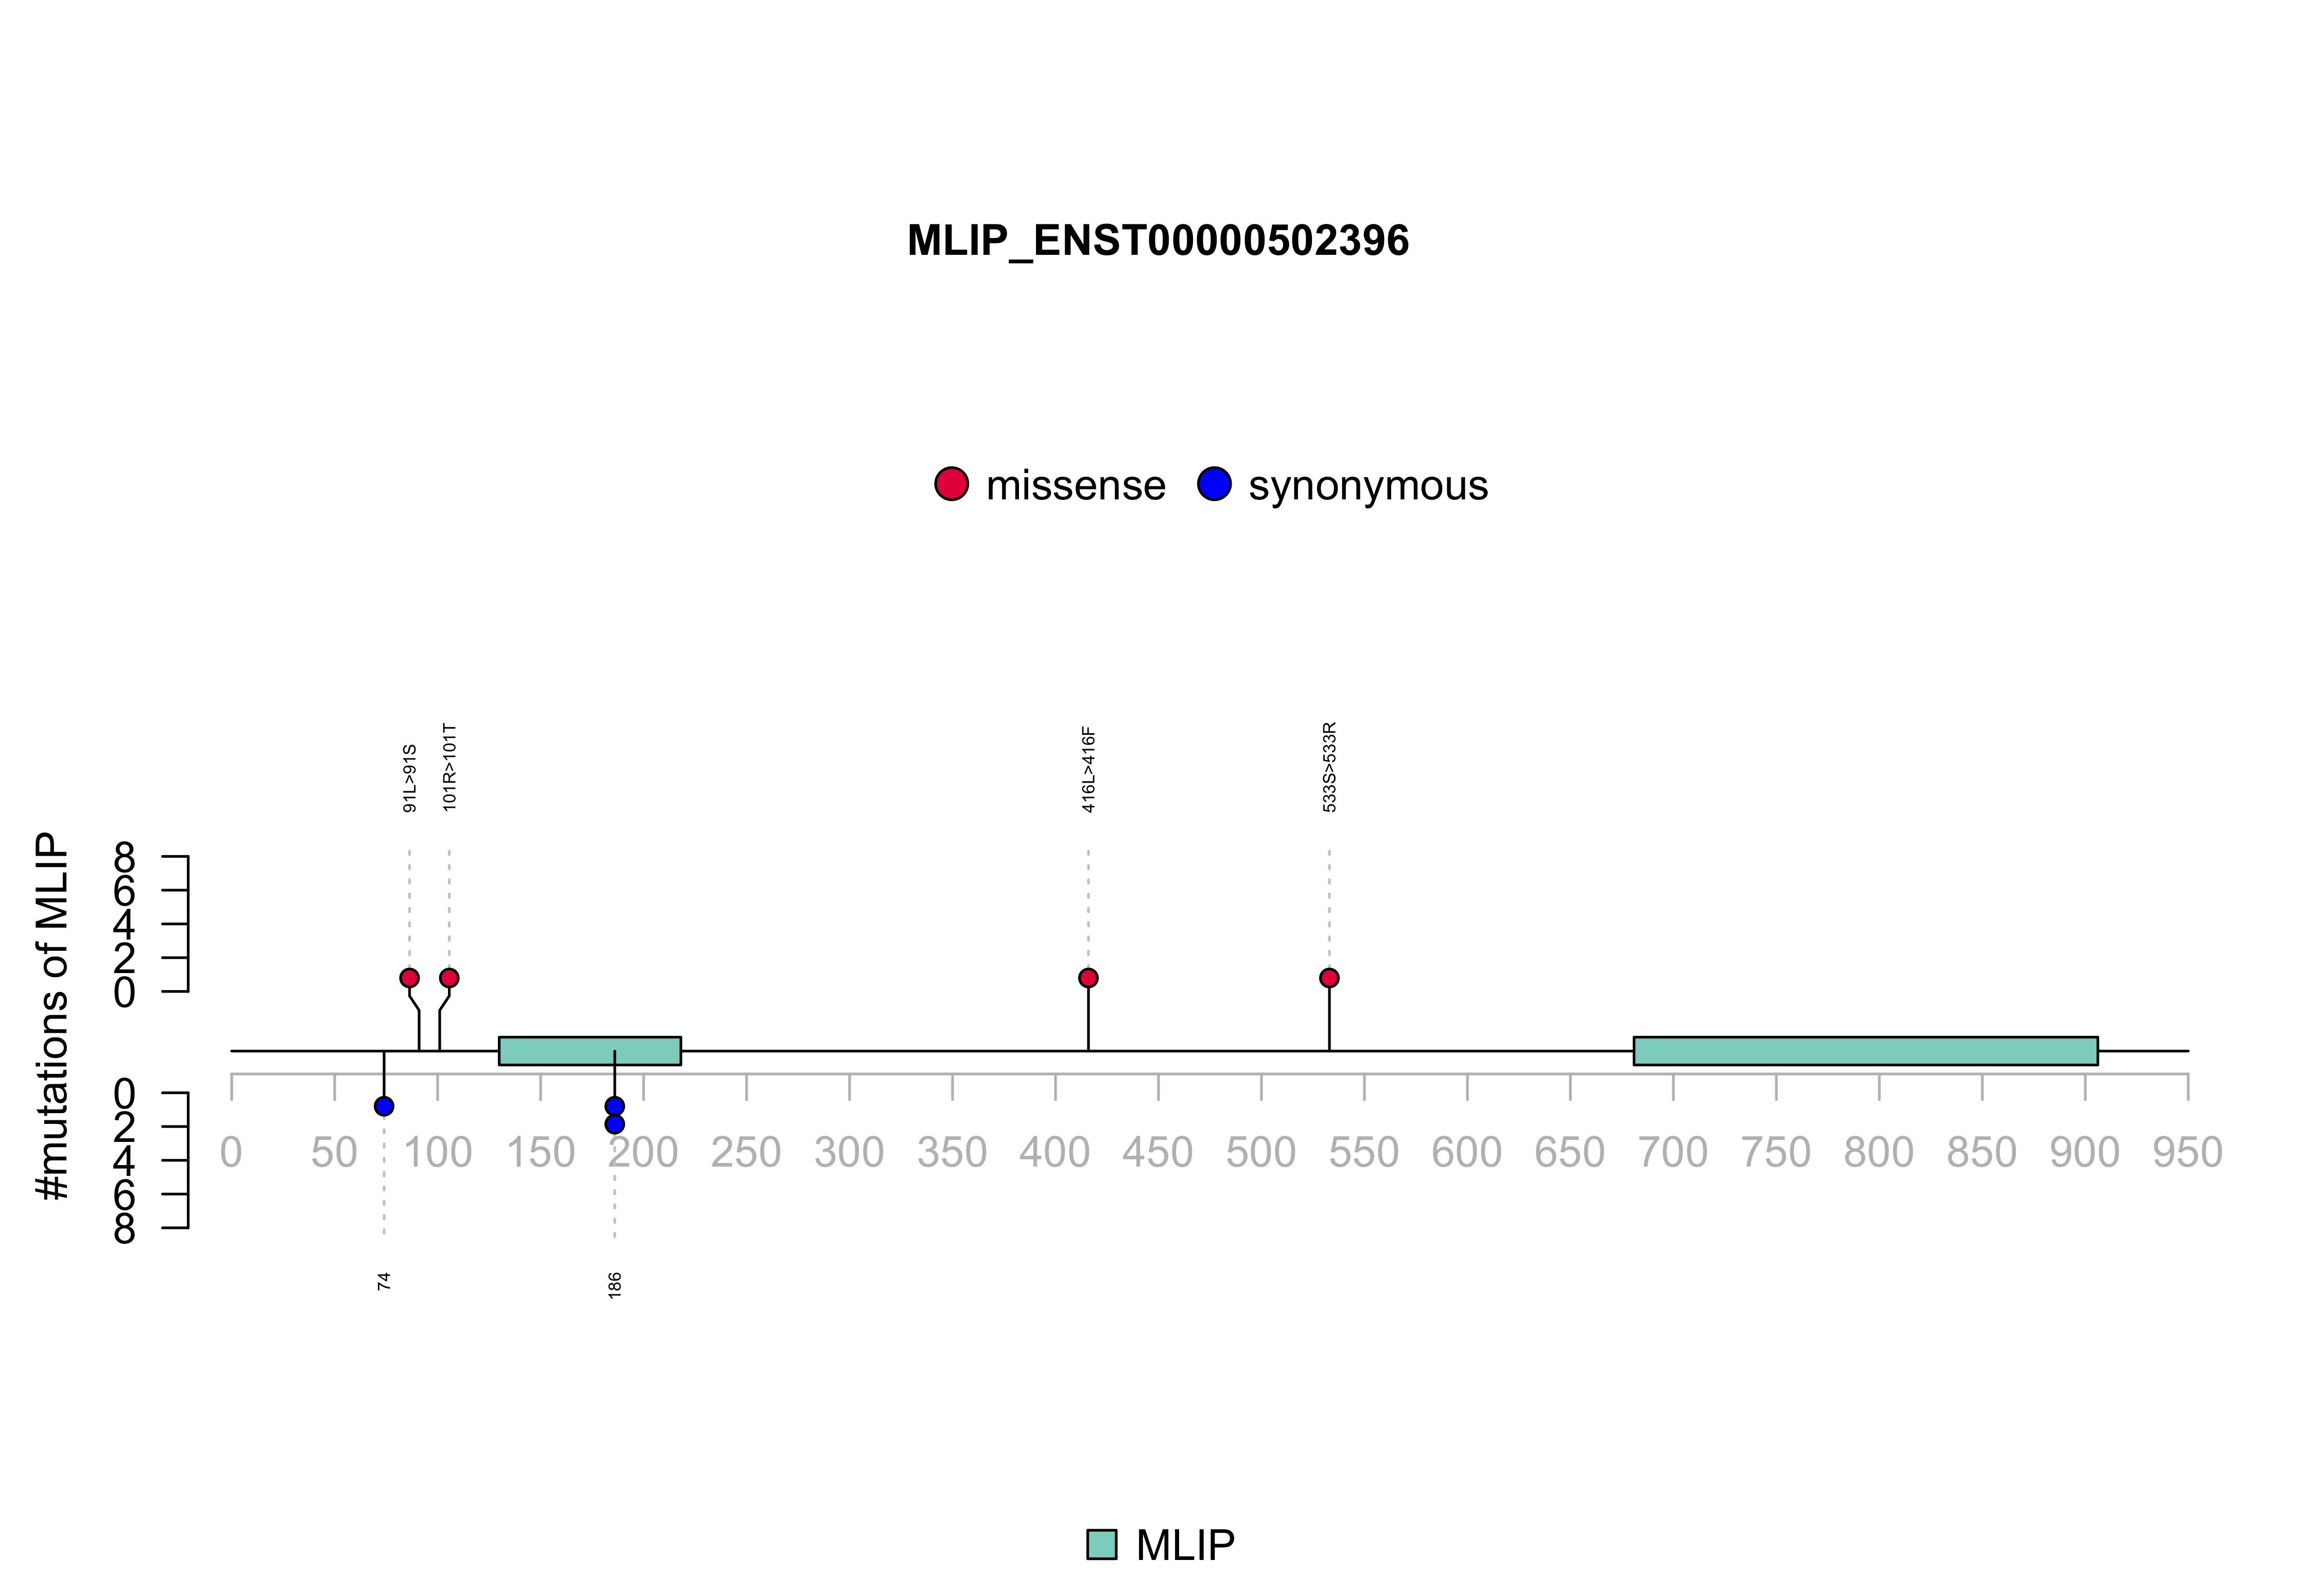 MLIP_ENST00000502396
missense synonymous
91L>91S
101R>101T
416L>416F
533S>533R
#mutations of MLIP
8
6
4
2
0
0
2
4
6
8
0 50 100 150 200 250 300 350 400 450 500 550 600 650 700 750 800 850 900 950
74
186
MLIP